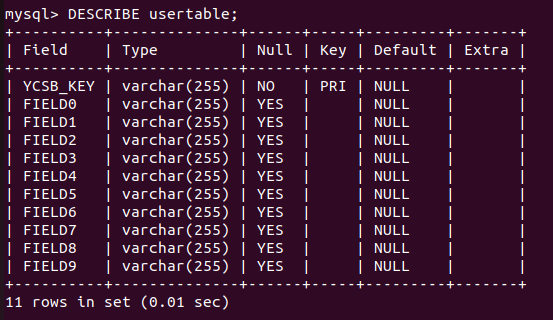 mysql> DESCRIBE usertable;
+----------+--------------+------+-----+---------+-------+
| Field    | Type         | Null | Key | Default | Extra |
+----------+--------------+------+-----+---------+-------+
| YCSB_KEY | varchar(255) | NO   | PRI | NULL    |       |
| FIELD0   | varchar(255) | YES  |     | NULL    |       |
| FIELD1   | varchar(255) | YES  |     | NULL    |       |
| FIELD2   | varchar(255) | YES  |     | NULL    |       |
| FIELD3   | varchar(255) | YES  |     | NULL    |       |
| FIELD4   | varchar(255) | YES  |     | NULL    |       |
| FIELD5   | varchar(255) | YES  |     | NULL    |       |
| FIELD6   | varchar(255) | YES  |     | NULL    |       |
| FIELD7   | varchar(255) | YES  |     | NULL    |       |
| FIELD8   | varchar(255) | YES  |     | NULL    |       |
| FIELD9   | varchar(255) | YES  |     | NULL    |       |
+----------+--------------+------+-----+---------+-------+
11 rows in set (0.01 sec)